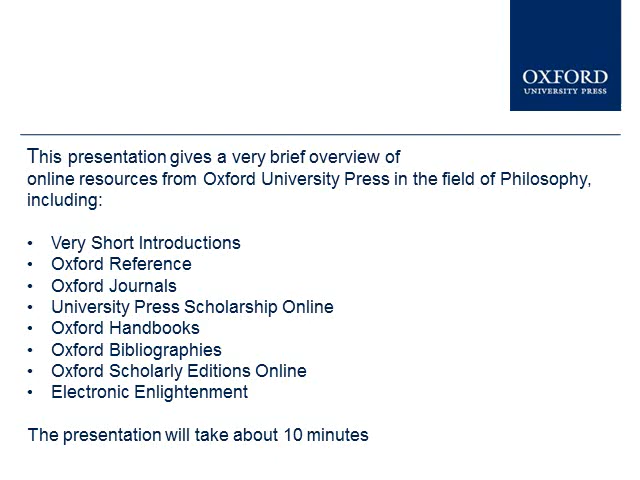 OXFORD
UNIVERSITY PRESS
This presentation gives a very brief overview of
online resources from Oxford University Press in the field of Philosophy,
including:
• Very Short Introductions
• Oxford Reference
• Oxford Journals
• University Press Scholarship Online
• Oxford Handbooks
• Oxford Bibliographies
• Oxford Scholarly Editions Online
• Electronic Enlightenment
The presentation will take about 10 minutes